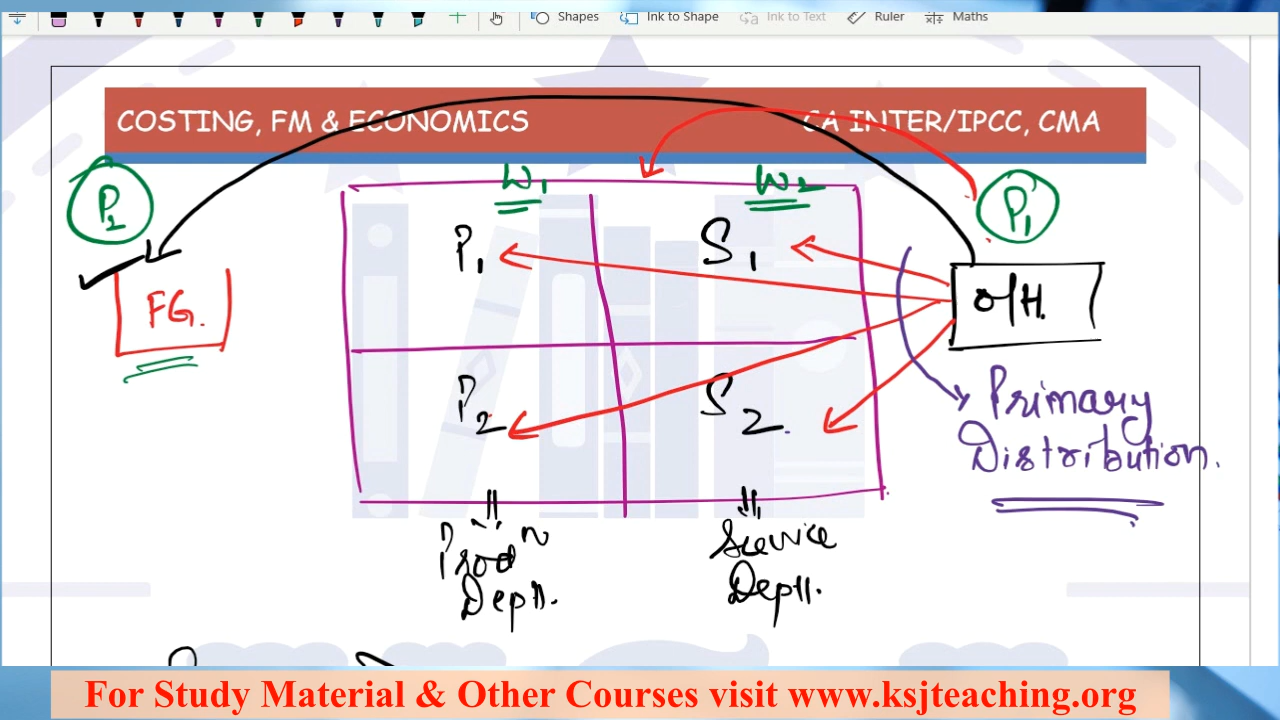 Shapes Ink to Shape Ink to Text Ruler Maths
COSTING, FM & ECONOMICS CA INTER/IPCC, CMA
W1 W2
P1
P1 S1
FG. O/H.
P2 S2
Primary
Distribution.
Prodn
Deptt.
Service
Deptt.
For Study Material & Other Courses visit www.ksjteaching.org